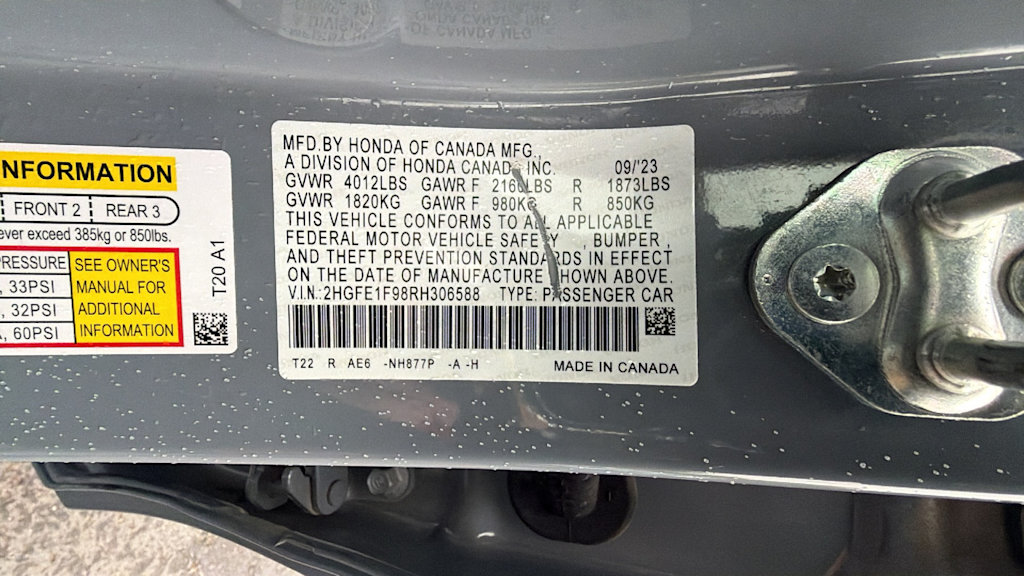 NFORMATION
FRONT 2 REAR 3
ever exceed 385kg or 850lbs.
PRESSURE
, 33PSI
, 32PSI
, 60PSI
SEE OWNER'S
MANUAL FOR
ADDITIONAL
INFORMATION
T20 A1
MFD.BY HONDA OF CANADA MFG.
A DIVISION OF HONDA CANADA INC. 09/'23
GVWR 4012LBS GAWR F 2160LBS R 1873LBS
GVWR 1820KG GAWR F 980KG R 850KG
THIS VEHICLE CONFORMS TO ALL APPLICABLE
FEDERAL MOTOR VEHICLE SAFETY , BUMPER ,
AND THEFT PREVENTION STANDARDS IN EFFECT
ON THE DATE OF MANUFACTURE SHOWN ABOVE.
V.I.N.:2HGFE1F98RH306588 TYPE: PASSENGER CAR
T22 R AE6 -NH877P -A -H MADE IN CANADA